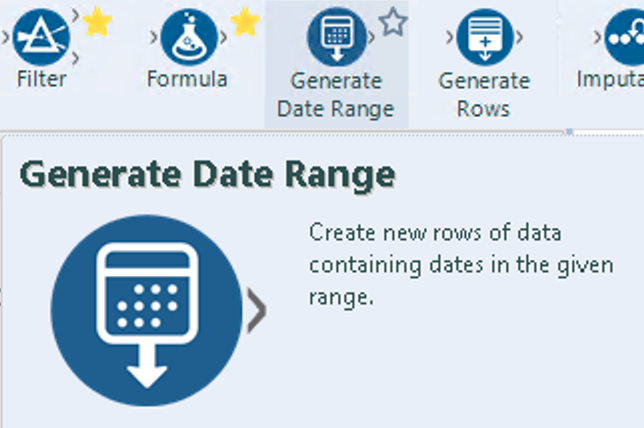 Filter
Formula
Generate
Date Range
Generate
Rows
Imputa
Generate Date Range
Create new rows of data
containing dates in the given
range.